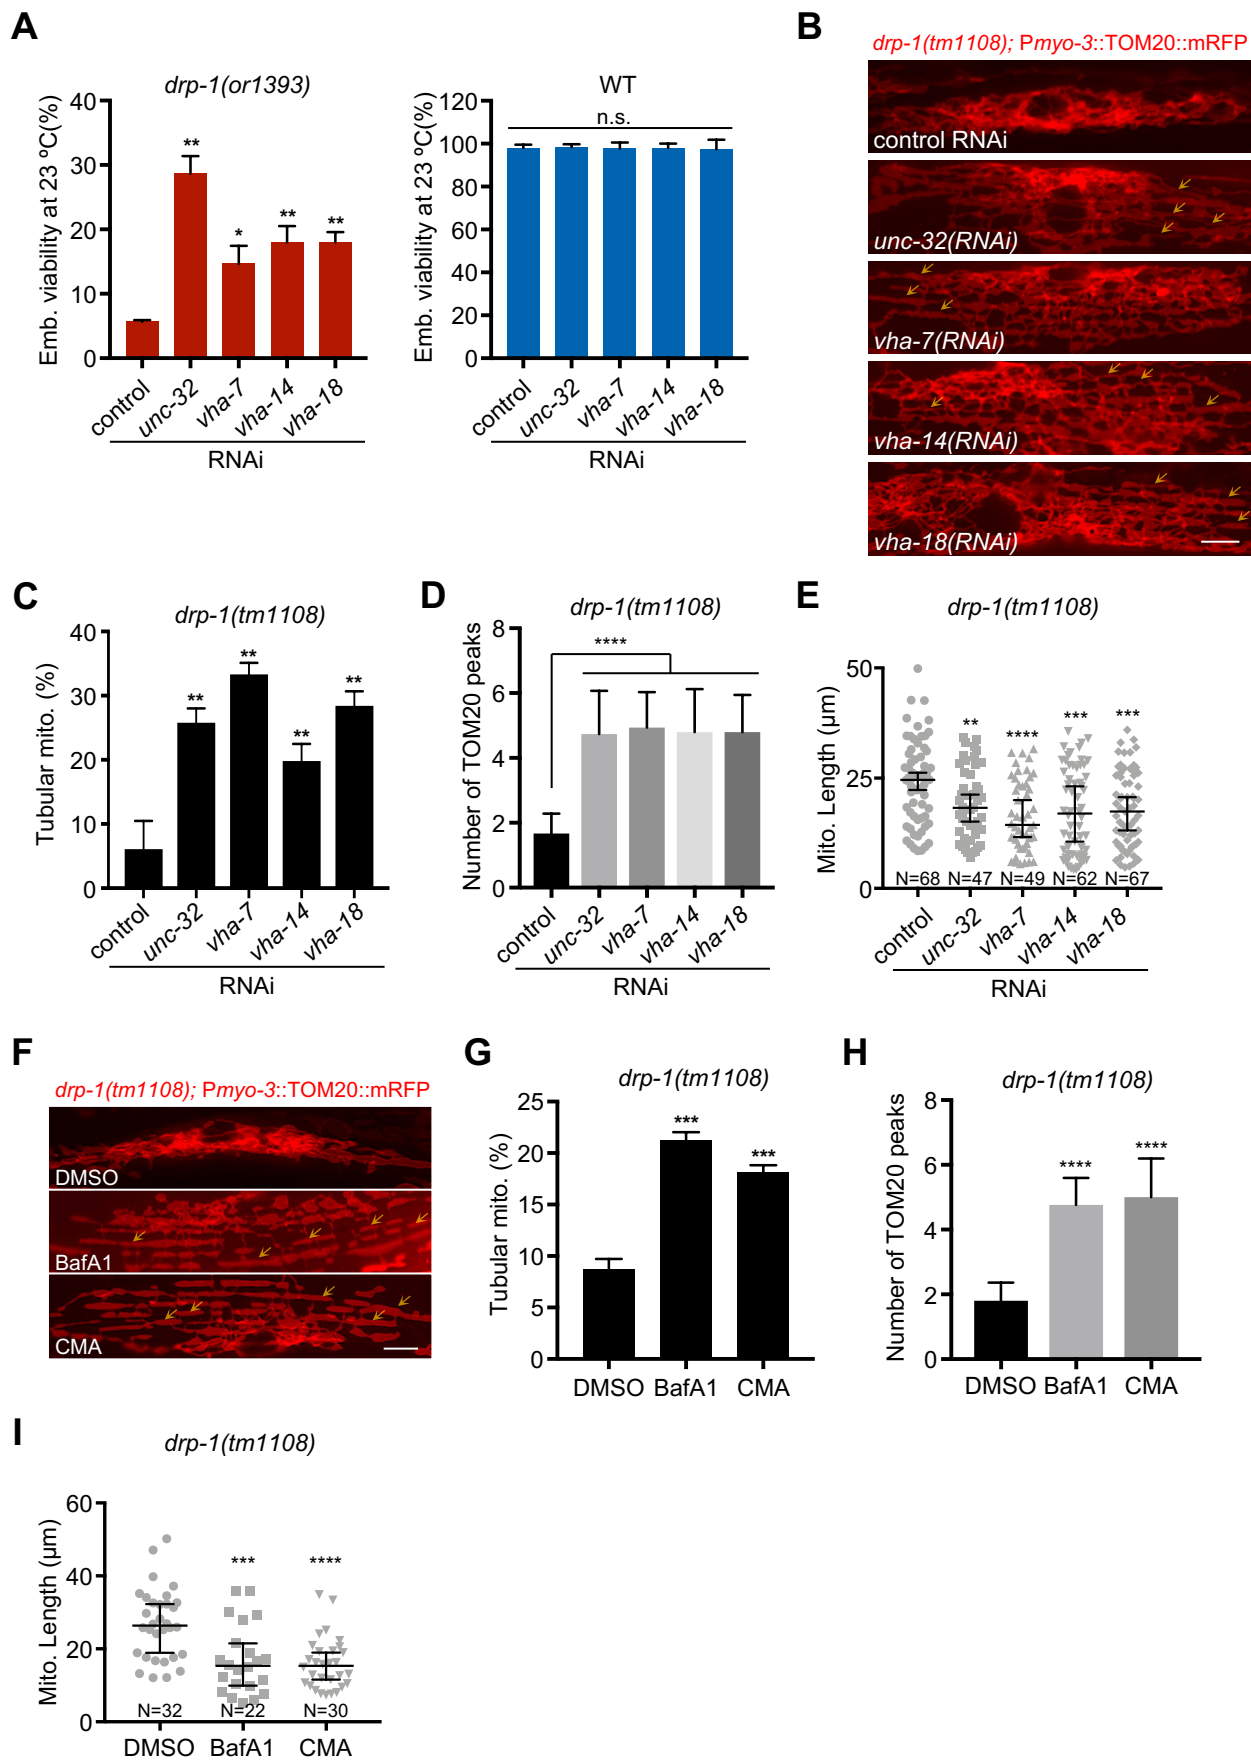 A
drp-1(or1393)
Emb. viability at 23 ºC(%)
40
30
20
10
0
**
*
**
**
control
unc-32
vha-7
vha-14
vha-18
RNAi
WT
Emb. viability at 23 ºC(%)
120
100
80
60
40
20
0
n.s.
control
unc-32
vha-7
vha-14
vha-18
RNAi
B
drp-1(tm1108); Pmyo-3::TOM20::mRFP
control RNAi
unc-32(RNAi)
vha-7(RNAi)
vha-14(RNAi)
vha-18(RNAi)
C
drp-1(tm1108)
Tubular mito. (%)
40
30
20
10
0
**
**
**
**
control
unc-32
vha-7
vha-14
vha-18
RNAi
D
drp-1(tm1108)
Number of TOM20 peaks
8
6
4
2
0
****
control
unc-32
vha-7
vha-14
vha-18
RNAi
E
drp-1(tm1108)
Mito. Length (µm)
50
25
0
**
****
***
***
N=68 N=47 N=49 N=62 N=67
control
unc-32
vha-7
vha-14
vha-18
RNAi
F
drp-1(tm1108); Pmyo-3::TOM20::mRFP
DMSO
BafA1
CMA
G
drp-1(tm1108)
Tubular mito. (%)
25
20
15
10
5
0
***
***
DMSO BafA1 CMA
H
drp-1(tm1108)
Number of TOM20 peaks
8
6
4
2
0
****
****
DMSO BafA1 CMA
I
drp-1(tm1108)
Mito. Length (µm)
60
40
20
0
***
****
N=32 N=22 N=30
DMSO BafA1 CMA